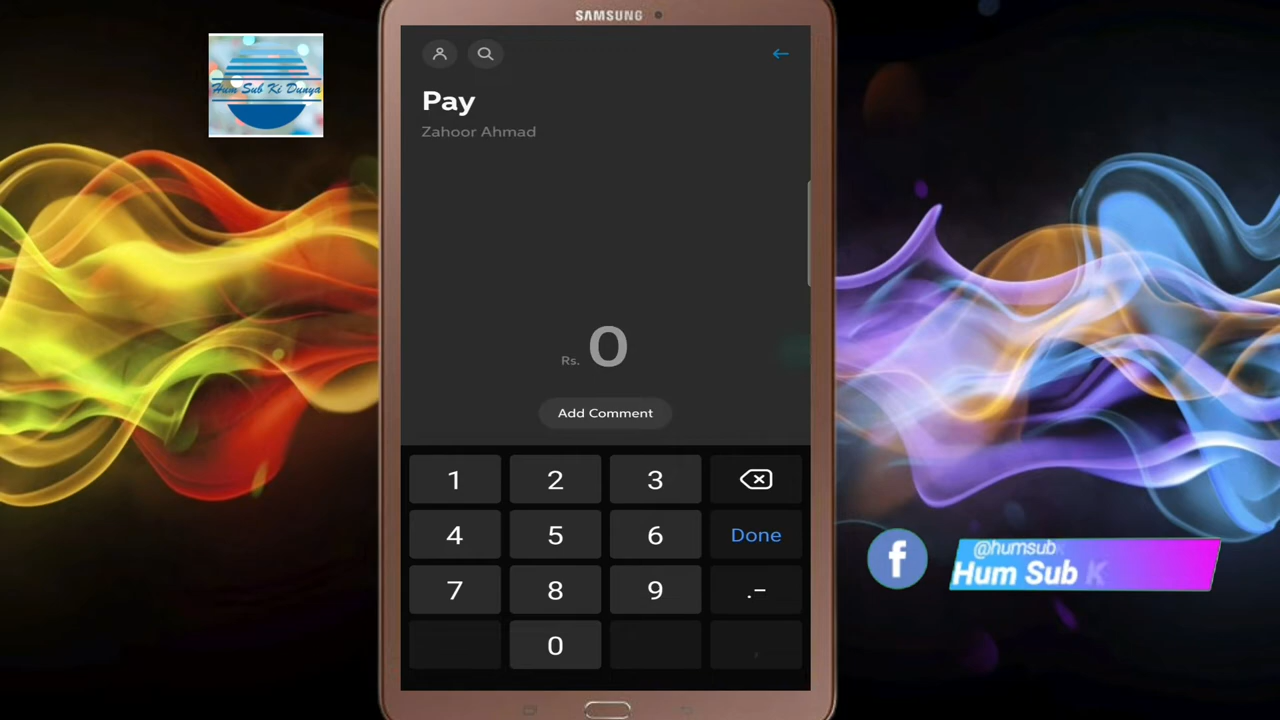 SAMSUNG
Hum Sub Ki Dunya
Pay
Zahoor Ahmad
Rs. 0
Add Comment
1 2 3
4 5 6 Done
7 8 9 .-
0 ,
f
@humsubk
Hum Sub K